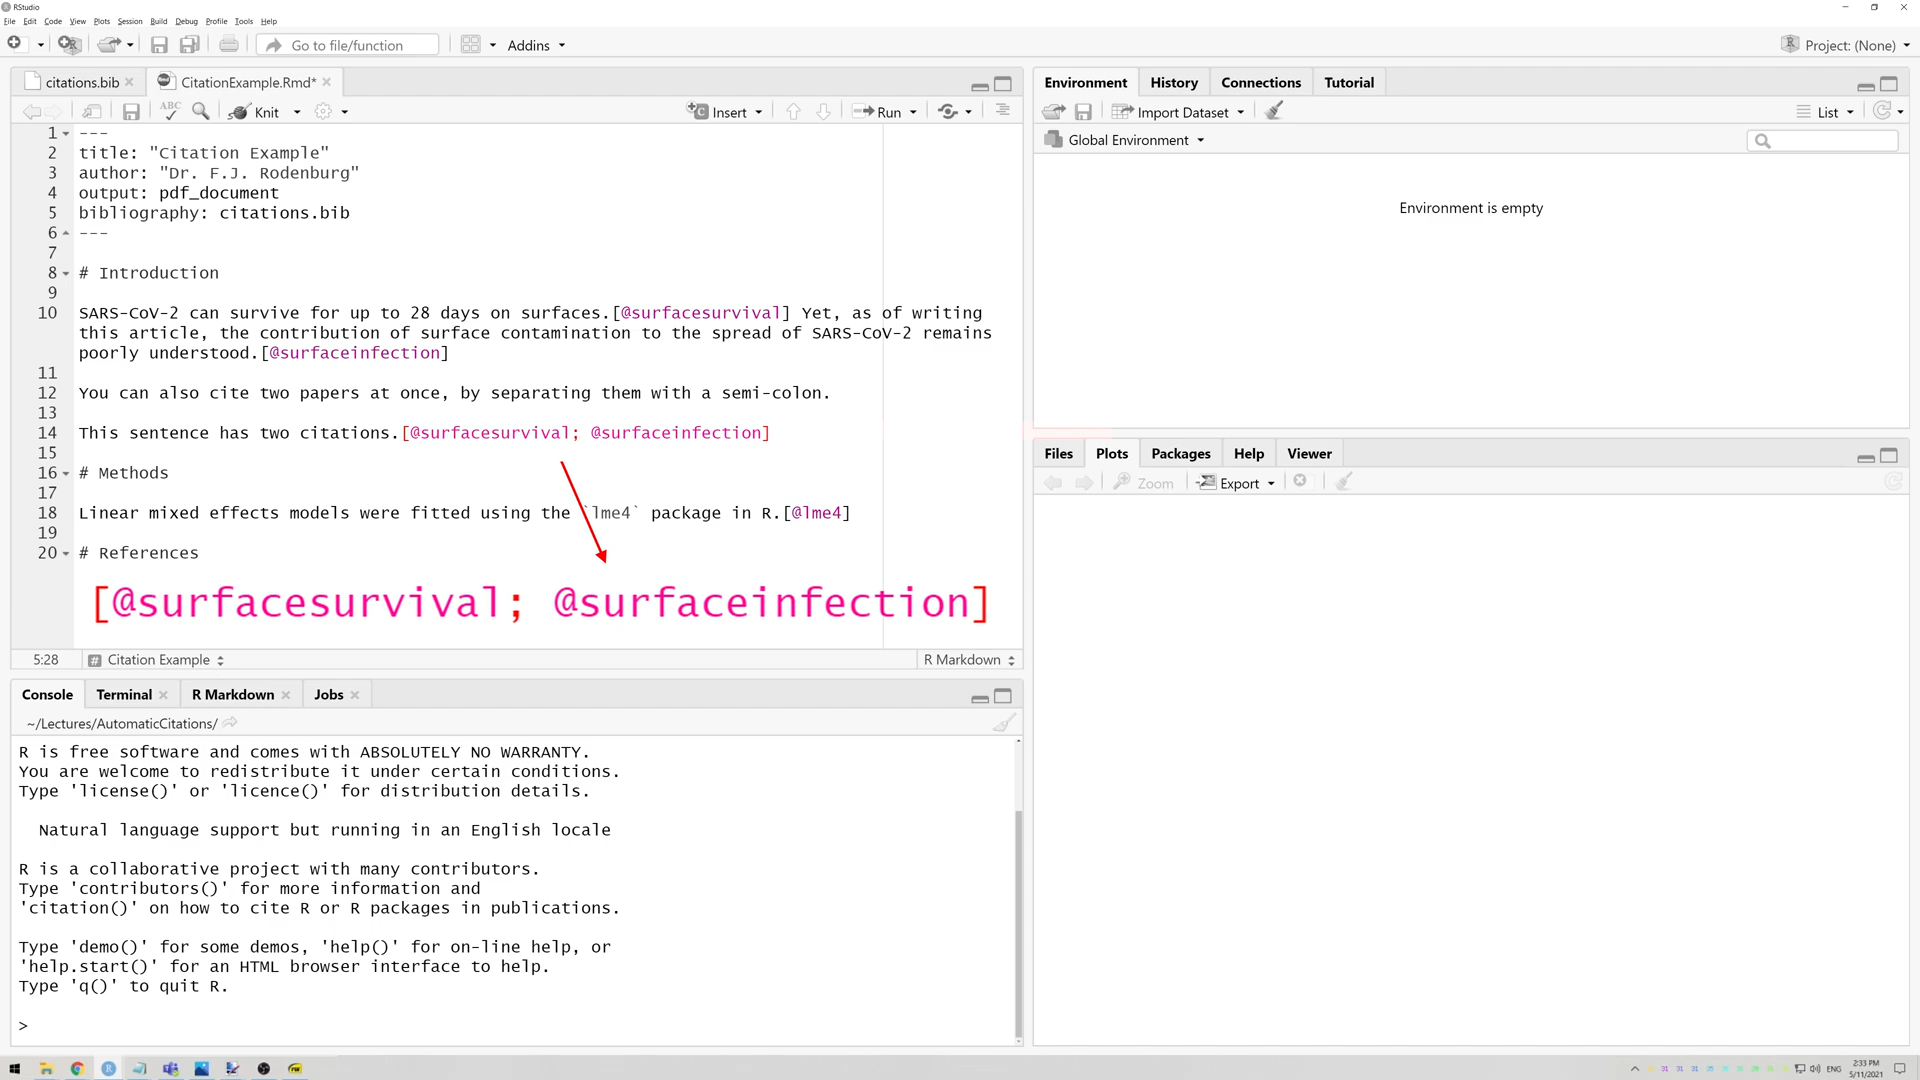 RStudio
File Edit Code View Plots Session Build Debug Profile Tools Help
Go to file/function Addins Project: (None)
citations.bib CitationExample.Rmd*
ABC Knit Insert Run
1 ---
2 title: "Citation Example"
3 author: "Dr. F.J. Rodenburg"
4 output: pdf_document
5 bibliography: citations.bib
6 ---
7
8 # Introduction
9
10 SARS-CoV-2 can survive for up to 28 days on surfaces.[@surfacesurvival] Yet, as of writing
this article, the contribution of surface contamination to the spread of SARS-CoV-2 remains
poorly understood.[@surfaceinfection]
11
12 You can also cite two papers at once, by separating them with a semi-colon.
13
14 This sentence has two citations.[@surfacesurvival; @surfaceinfection]
15
16 # Methods
17
18 Linear mixed effects models were fitted using the `lme4` package in R.[@lme4]
19
20 # References
[@surfacesurvival; @surfaceinfection]
5:28 # Citation Example R Markdown
Console Terminal R Markdown Jobs
~/Lectures/AutomaticCitations/
R is free software and comes with ABSOLUTELY NO WARRANTY.
You are welcome to redistribute it under certain conditions.
Type 'license()' or 'licence()' for distribution details.
Natural language support but running in an English locale
R is a collaborative project with many contributors.
Type 'contributors()' for more information and
'citation()' on how to cite R or R packages in publications.
Type 'demo()' for some demos, 'help()' for on-line help, or
'help.start()' for an HTML browser interface to help.
Type 'q()' to quit R.
>
Environment History Connections Tutorial
Import Dataset List
Global Environment
Environment is empty
Files Plots Packages Help Viewer
Zoom Export
ENG 2:33 PM
5/11/2021